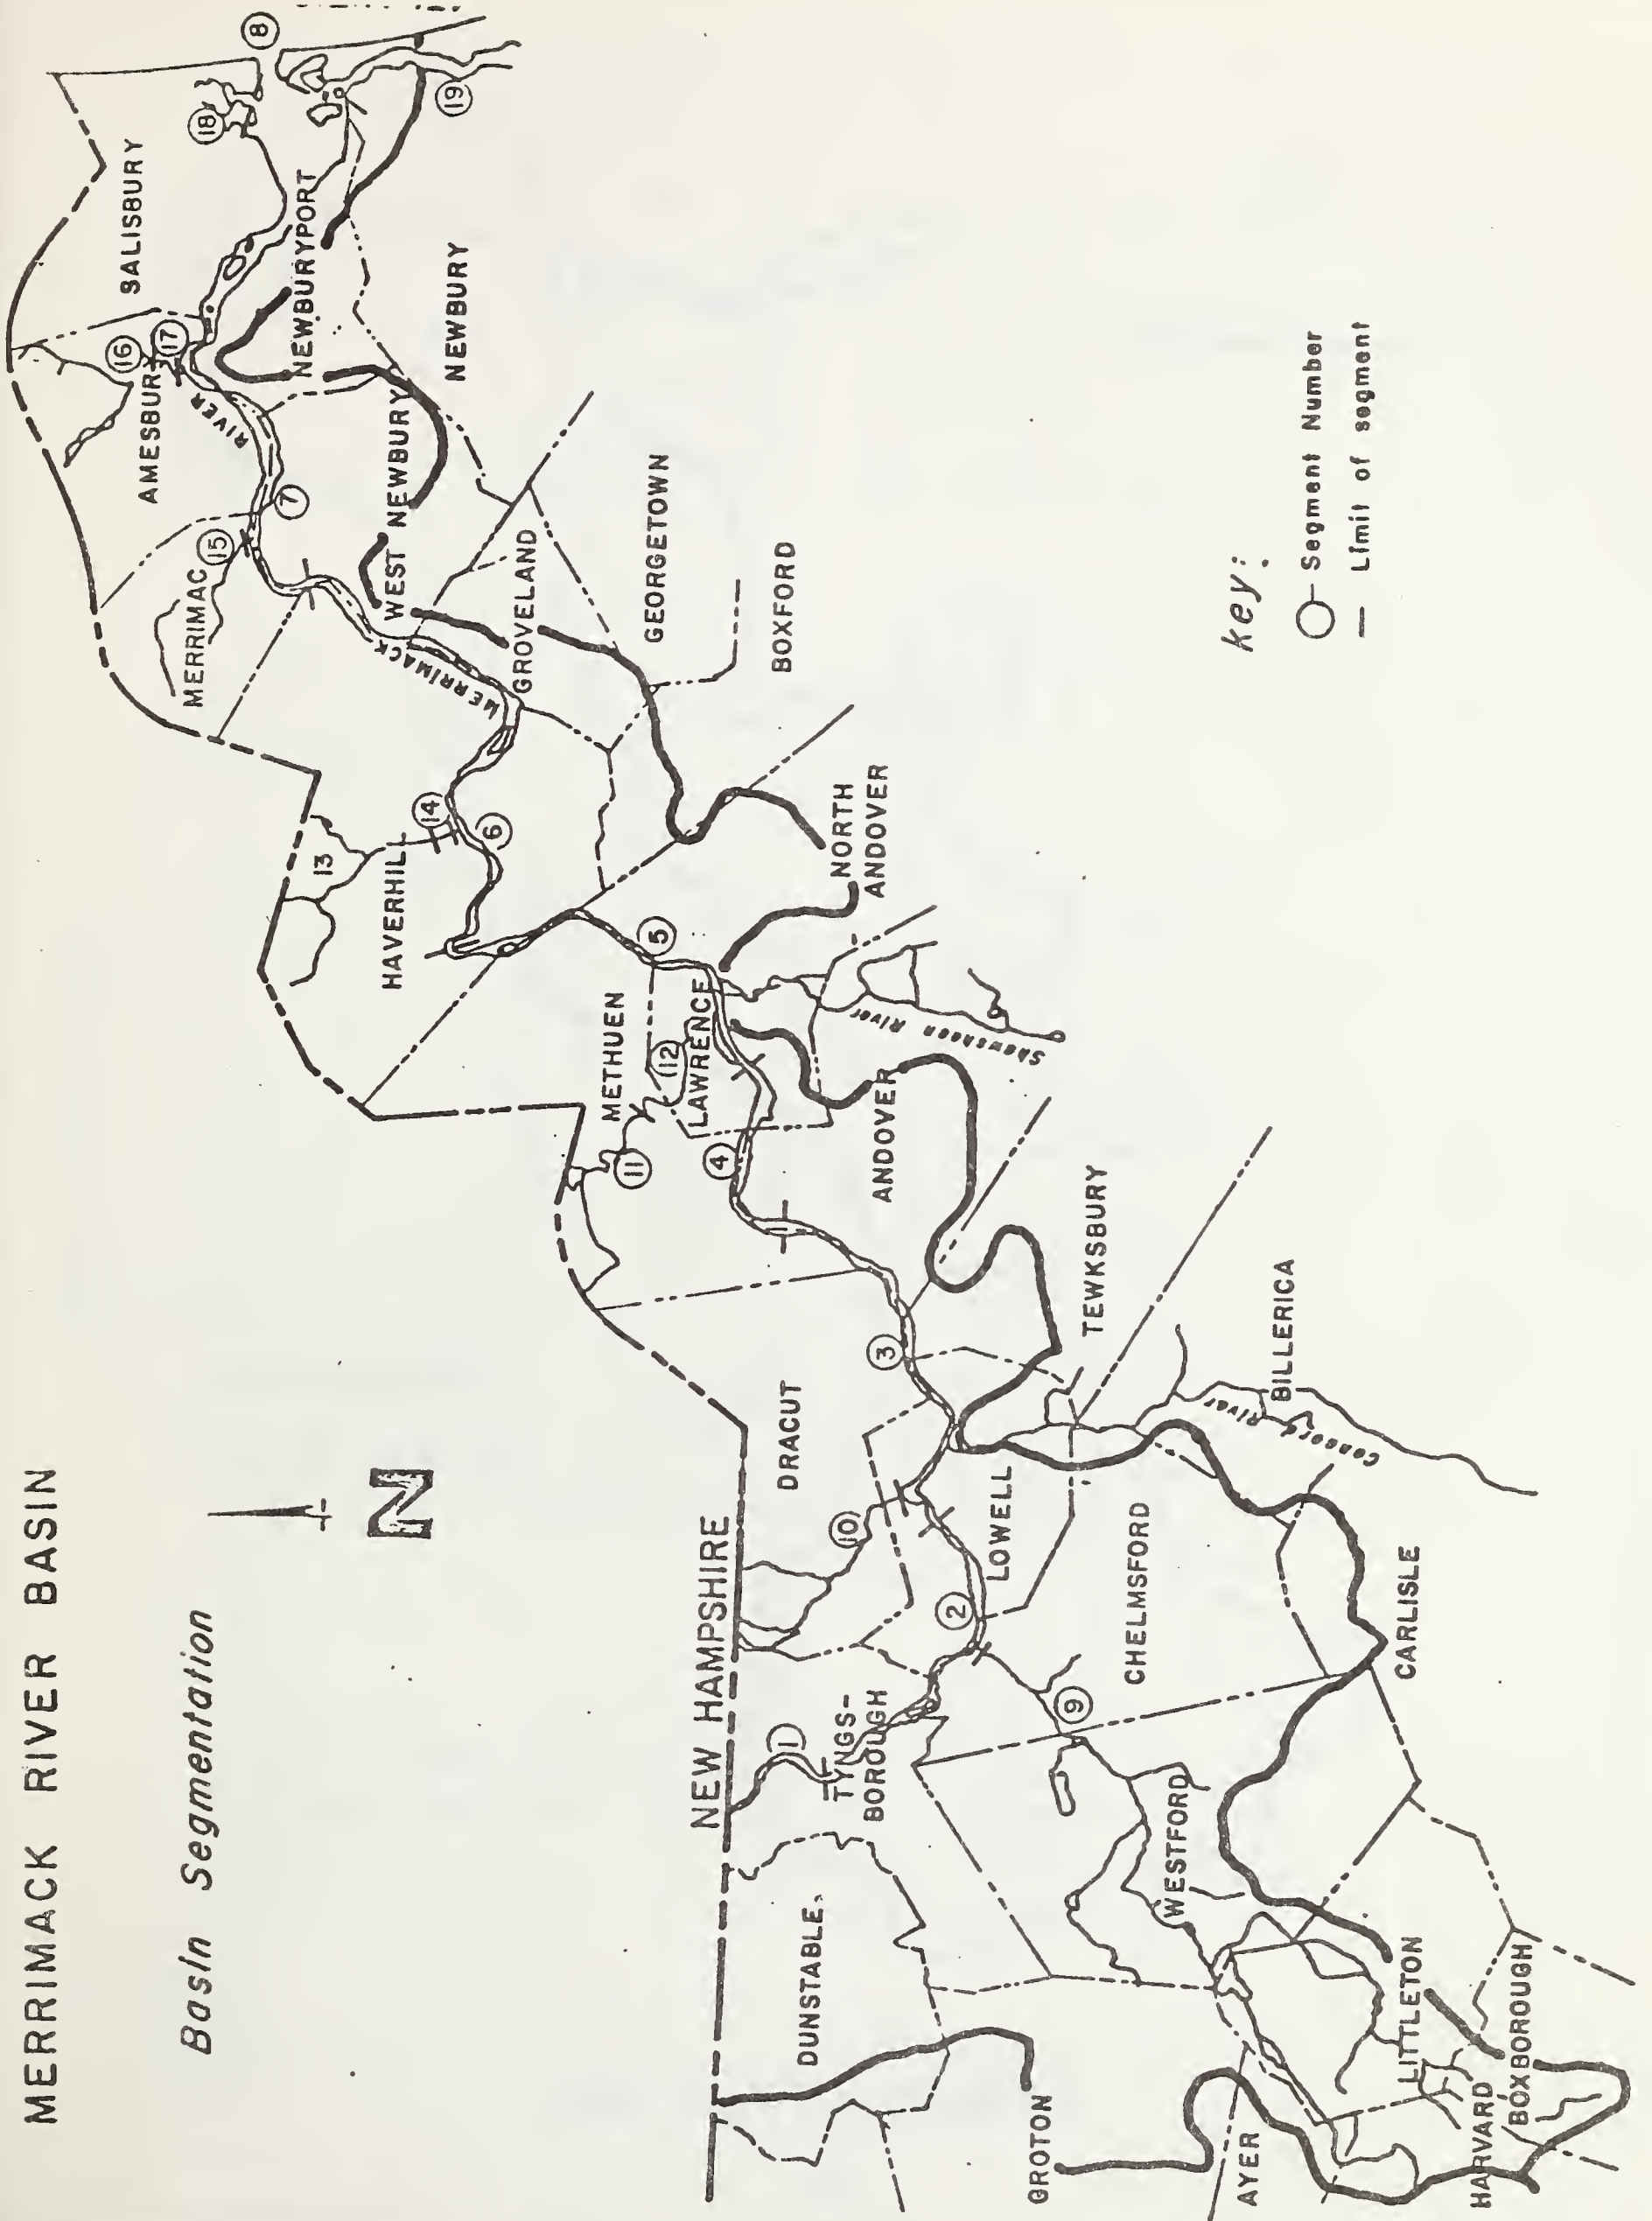 MERRIMACK RIVER BASIN
Basin Segmentation
N
NEW HAMPSHIRE
SALISBURY
8
18
19
NEWBURYPORT
NEWBURY
16
17
AMESBURY
RIVER
7
15
MERRIMAC
WEST NEWBURY
MERRIMACK
GROVELAND
GEORGETOWN
BOXFORD
13
14
6
HAVERHILL
NORTH
ANDOVER
5
METHUEN
12
LAWRENCE
11
4
Shawsheen River
ANDOVER
TEWKSBURY
3
DRACUT
10
LOWELL
2
BILLERICA
Concord River
CHELMSFORD
CARLISLE
1
TYNGS-
BOROUGH
9
WESTFORD
DUNSTABLE
LITTLETON
BOXBOROUGH
GROTON
AYER
HARVARD
key:
Segment Number
Limit of segment